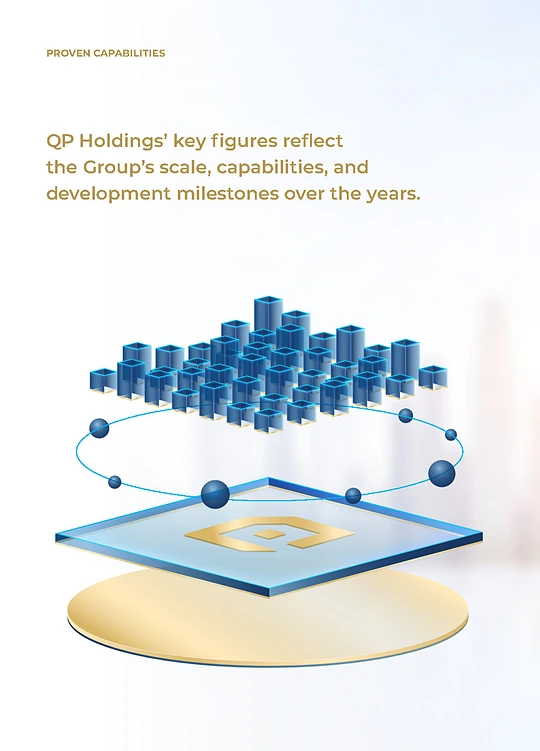 PROVEN CAPABILITIES
QP Holdings’ key figures reflect
the Group’s scale, capabilities, and
development milestones over the years.